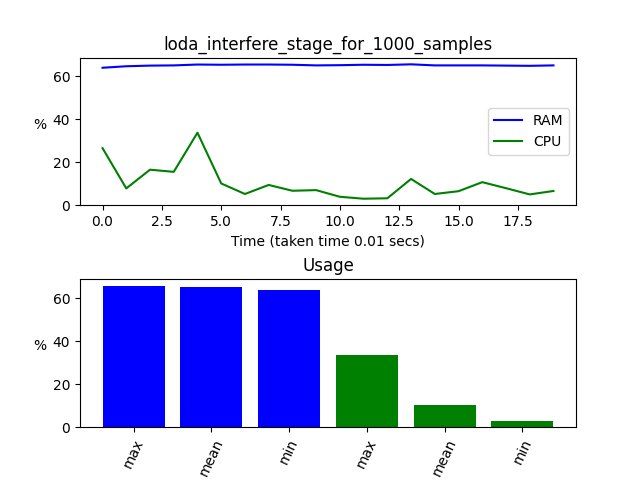 loda_interfere_stage_for_1000_samples
60
40
20
0
%
RAM
CPU
0.0 2.5 5.0 7.5 10.0 12.5 15.0 17.5
Time (taken time 0.01 secs)
Usage
60
40
20
0
%
max mean min max mean min